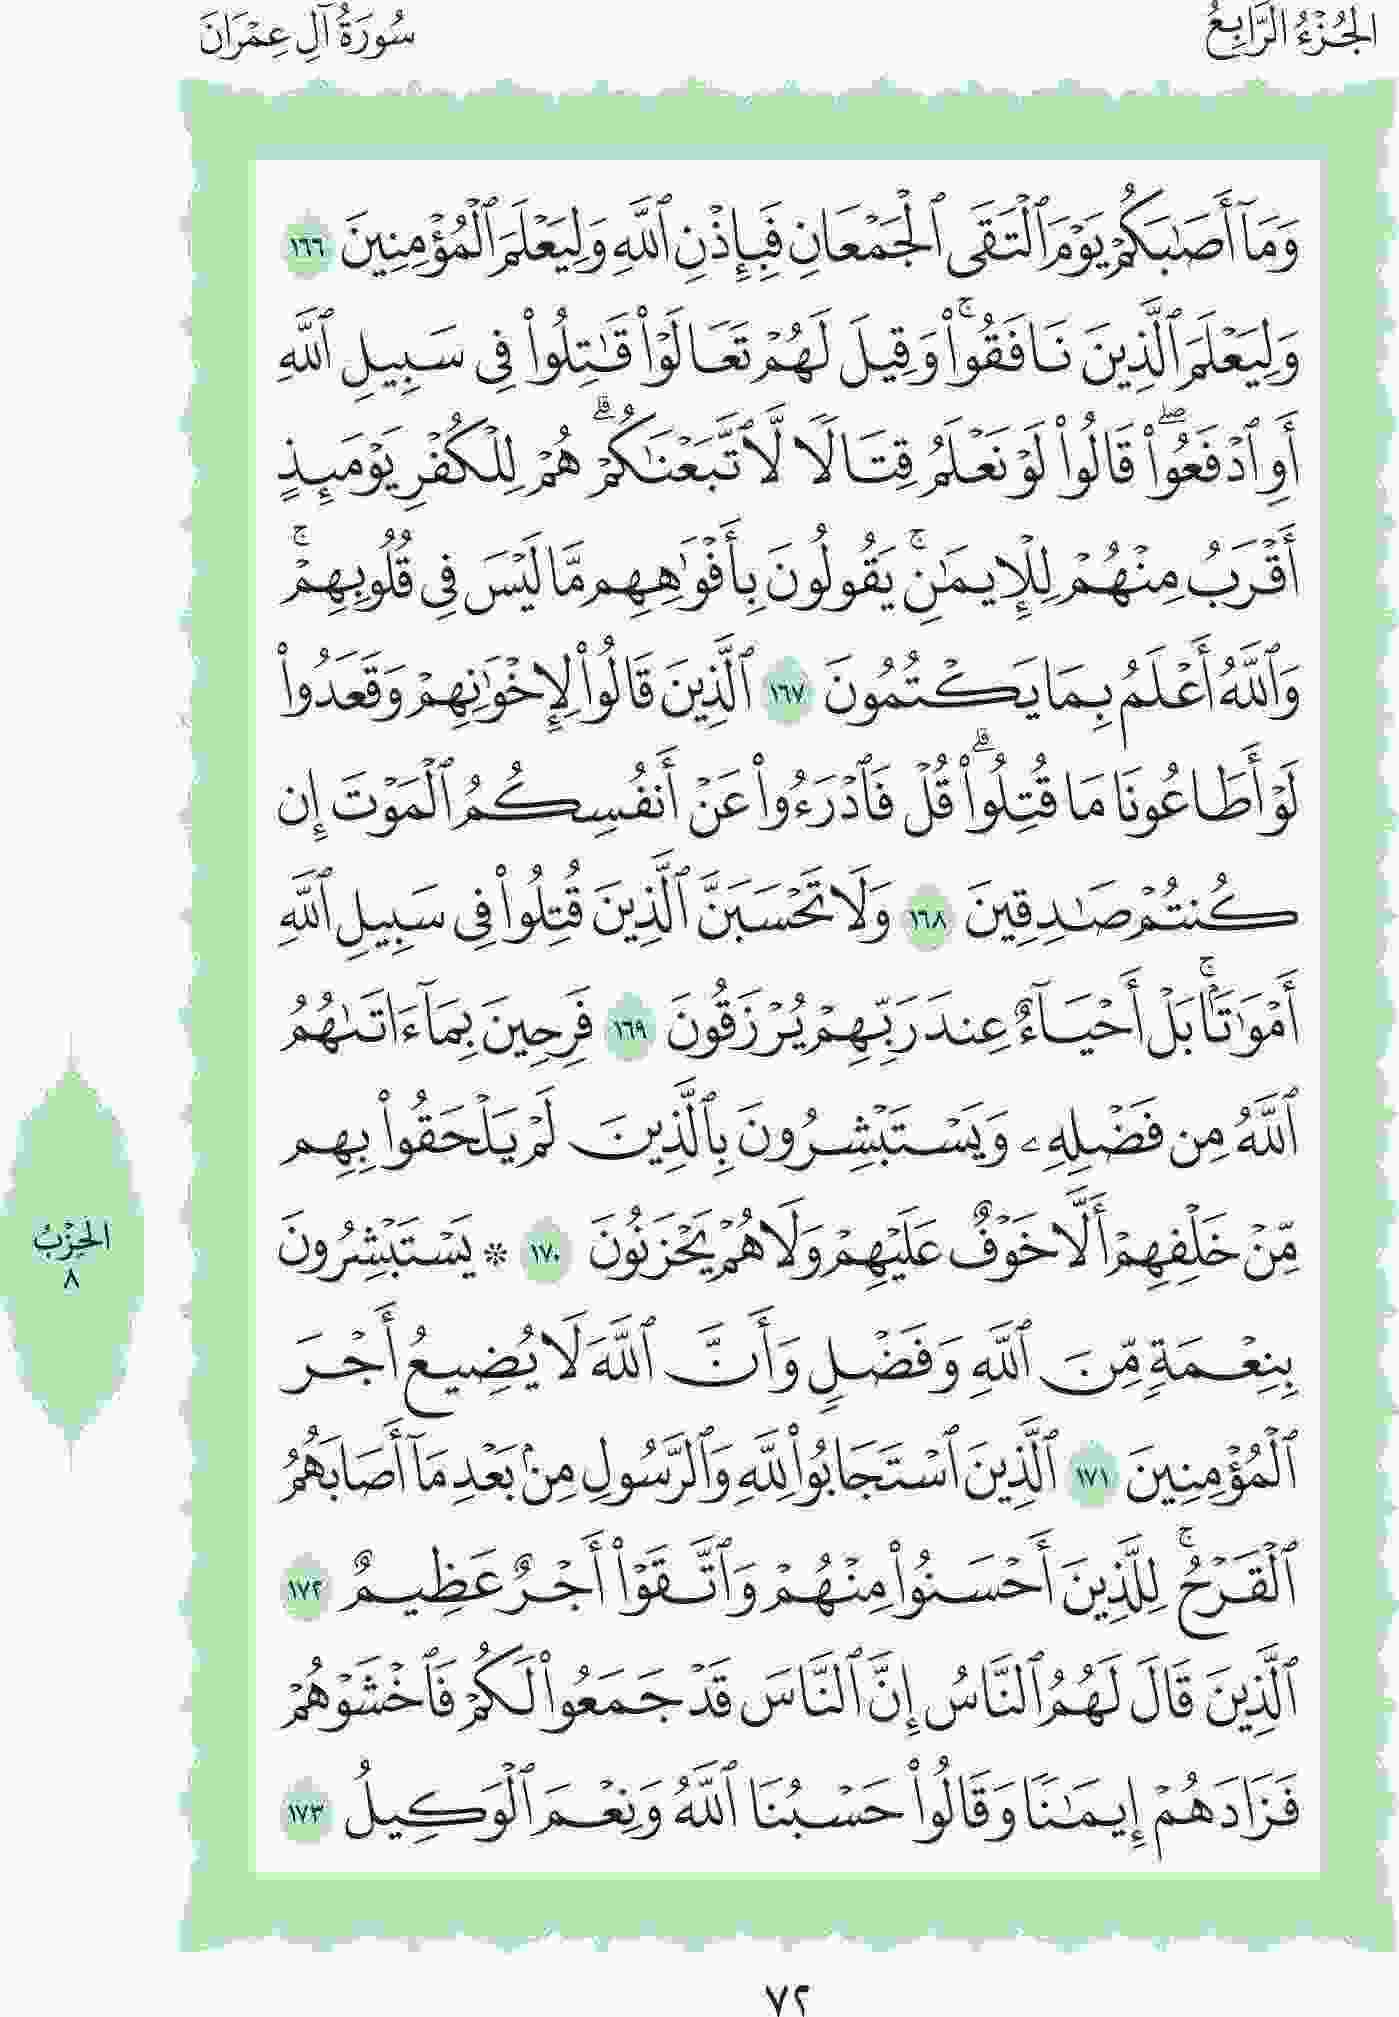 الجُزْءُ الرَّابِعُ
سُورَةُ آلِ عِمْرَانَ
وَمَآ أَصَٰبَكُمْ يَوْمَ ٱلْتَقَى ٱلْجَمْعَانِ فَبِإِذْنِ ٱللَّهِ وَلِيَعْلَمَ ٱلْمُؤْمِنِينَ ١٦٦
وَلِيَعْلَمَ ٱلَّذِينَ نَافَقُوا۟ۚ وَقِيلَ لَهُمْ تَعَالَوْا۟ قَٰتِلُوا۟ فِى سَبِيلِ ٱللَّهِ
أَوِ ٱدْفَعُوا۟ۖ قَالُوا۟ لَوْ نَعْلَمُ قِتَالًا لَّٱتَّبَعْنَٰكُمْۗ هُمْ لِلْكُفْرِ يَوْمَئِذٍ
أَقْرَبُ مِنْهُمْ لِلْإِيمَٰنِۚ يَقُولُونَ بِأَفْوَٰهِهِم مَّا لَيْسَ فِى قُلُوبِهِمْۚ
وَٱللَّهُ أَعْلَمُ بِمَا يَكْتُمُونَ ١٦٧ ٱلَّذِينَ قَالُوا۟ لِإِخْوَٰنِهِمْ وَقَعَدُوا۟
لَوْ أَطَاعُونَا مَا قُتِلُوا۟ۗ قُلْ فَٱدْرَءُوا۟ عَنْ أَنفُسِكُمُ ٱلْمَوْتَ إِن
كُنتُمْ صَٰدِقِينَ ١٦٨ وَلَا تَحْسَبَنَّ ٱلَّذِينَ قُتِلُوا۟ فِى سَبِيلِ ٱللَّهِ
أَمْوَٰتًۢاۚ بَلْ أَحْيَآءٌ عِندَ رَبِّهِمْ يُرْزَقُونَ ١٦٩ فَرِحِينَ بِمَآ ءَاتَىٰهُمُ
ٱللَّهُ مِن فَضْلِهِۦ وَيَسْتَبْشِرُونَ بِٱلَّذِينَ لَمْ يَلْحَقُوا۟ بِهِم
مِّنْ خَلْفِهِمْ أَلَّا خَوْفٌ عَلَيْهِمْ وَلَا هُمْ يَحْزَنُونَ ١٧٠ ۞ يَسْتَبْشِرُونَ
بِنِعْمَةٍ مِّنَ ٱللَّهِ وَفَضْلٍ وَأَنَّ ٱللَّهَ لَا يُضِيعُ أَجْرَ
ٱلْمُؤْمِنِينَ ١٧١ ٱلَّذِينَ ٱسْتَجَابُوا۟ لِلَّهِ وَٱلرَّسُولِ مِنۢ بَعْدِ مَآ أَصَابَهُمُ
ٱلْقَرْحُۚ لِلَّذِينَ أَحْسَنُوا۟ مِنْهُمْ وَٱتَّقَوْا۟ أَجْرٌ عَظِيمٌ ١٧٢
ٱلَّذِينَ قَالَ لَهُمُ ٱلنَّاسُ إِنَّ ٱلنَّاسَ قَدْ جَمَعُوا۟ لَكُمْ فَٱخْشَوْهُمْ
فَزَادَهُمْ إِيمَٰنًا وَقَالُوا۟ حَسْبُنَا ٱللَّهُ وَنِعْمَ ٱلْوَكِيلُ ١٧٣
الحِزْبُ
٨
٧٢